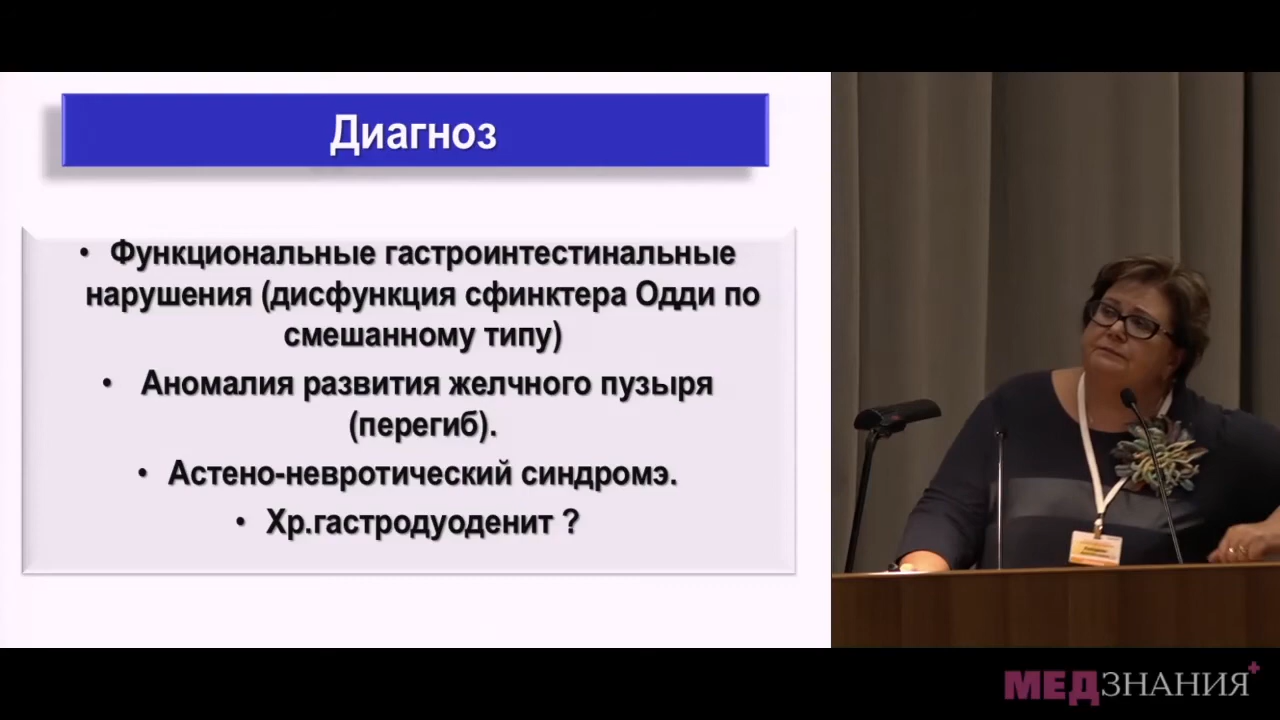 Диагноз
• Функциональные гастроинтестинальные
нарушения (дисфункция сфинктера Одди по
смешанному типу)
• Аномалия развития желчного пузыря
(перегиб).
• Астено-невротический синдромэ.
• Хр.гастродуоденит ?
МЕДЗНАНИЯ+